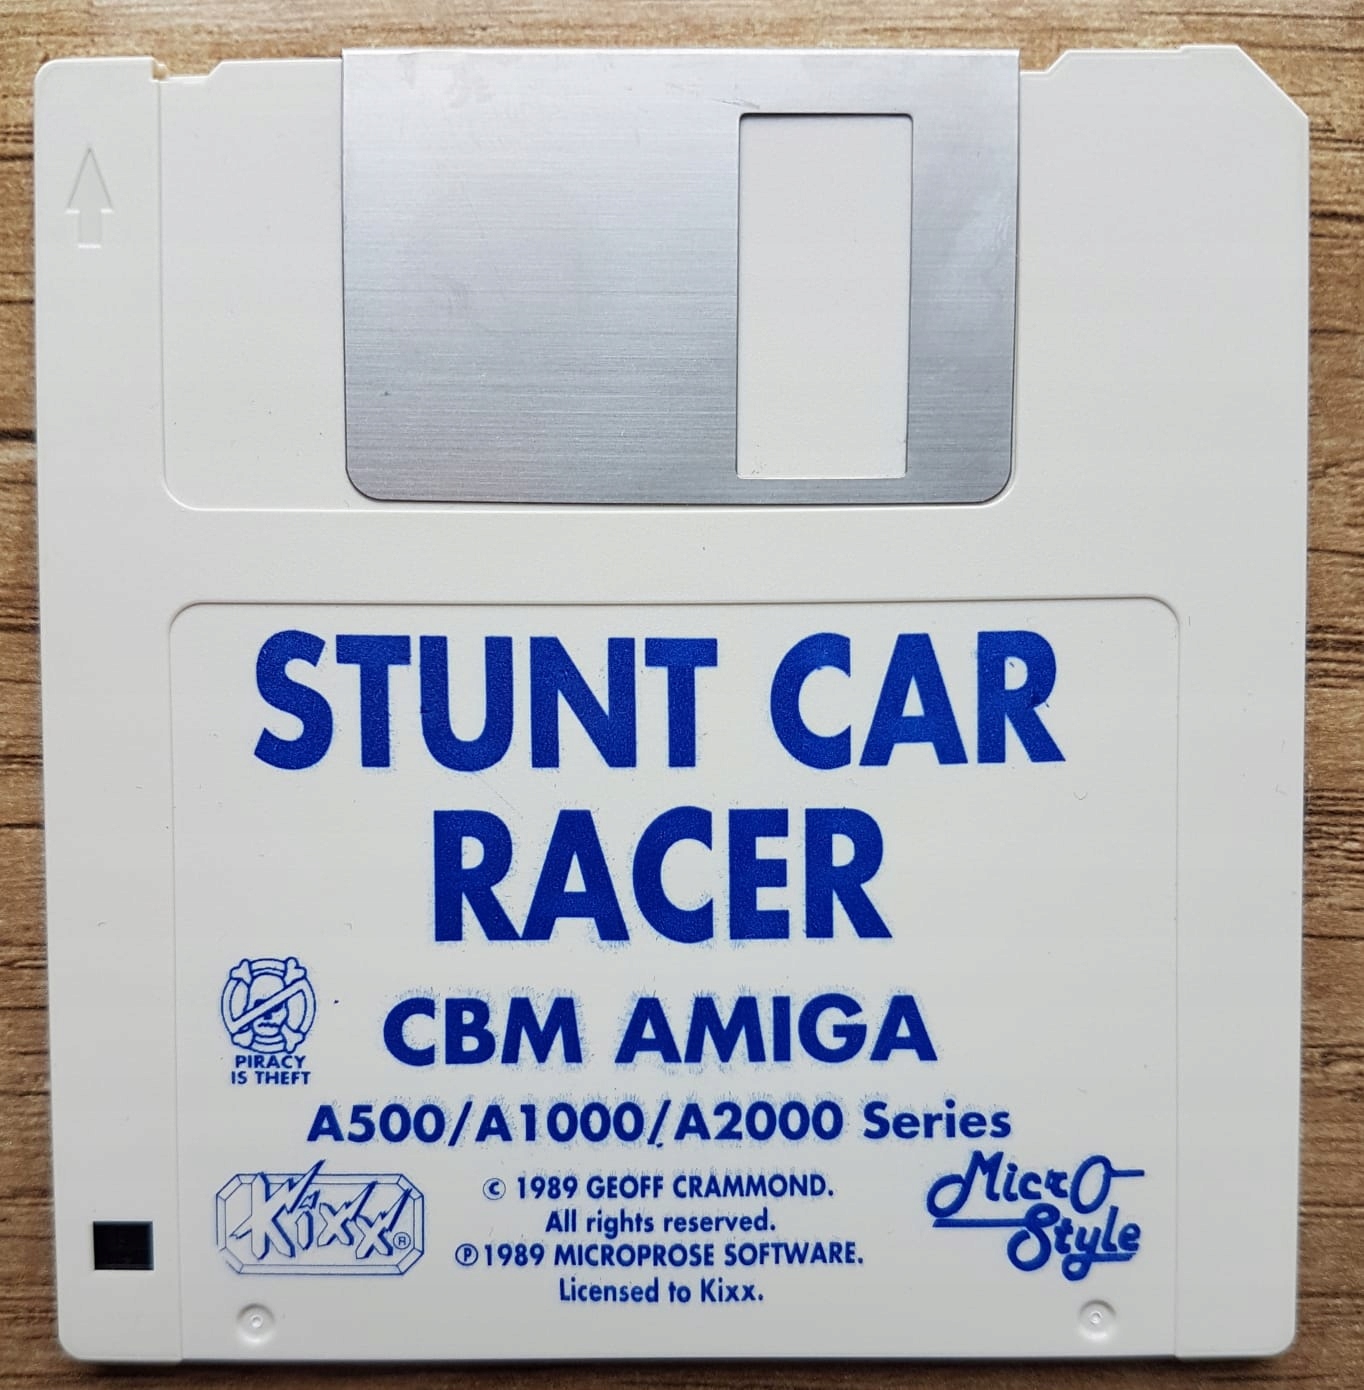 STUNT CAR
RACER
CBM AMIGA
PIRACY
IS THEFT
A500/A1000/A2000 Series
Kixx ®
© 1989 GEOFF CRAMMOND.
All rights reserved.
℗ 1989 MICROPROSE SOFTWARE.
Licensed to Kixx.
MicrO
Style